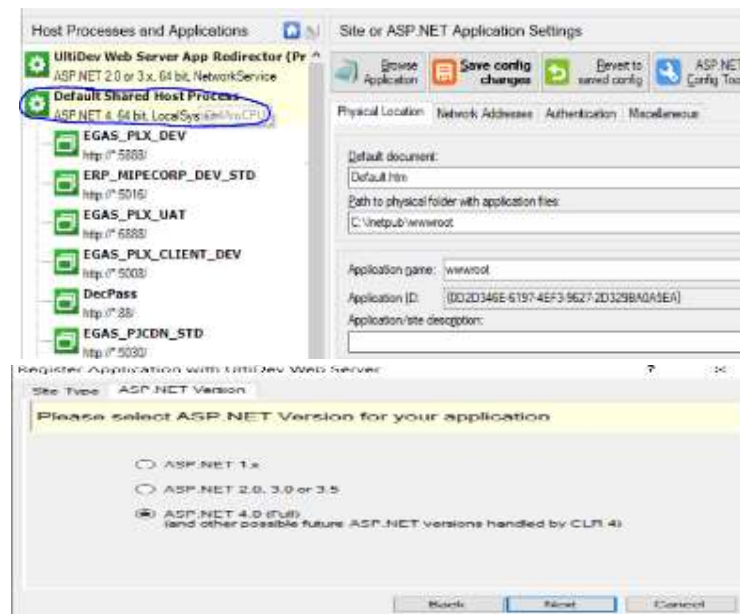 Host Processes and Applications
UltiDev Web Server App Redirector (Pr
ASP.NET 2.0 or 3.x, 64 bit, NetworkService
Default Shared Host Process
ASP.NET 4, 64 bit, LocalSys
EGAS_PLX_DEV
http://*:5888/
ERP_MIPECORP_DEV_STD
http://*:5016/
EGAS_PLX_UAT
http://*:6888/
EGAS_PLX_CLIENT_DEV
http://*:5008/
DecPass
http://*:88/
EGAS_PJCDN_STD
http://*:5030/
Site or ASP.NET Application Settings
Browse Application
Save config changes
Revert to saved config
ASP.NET Config Too
Physical Location Network Addresses Authentication Miscellaneous
Default document:
Default.htm
Path to physical folder with application files:
C:\Inetpub\wwwroot
Application name: wwwroot
Application ID: {DD2D346E-6197-4EF3-9627-2D329BA0A5EA}
Application/site description:
Register Application with UltiDev Web Server
Site Type ASP.NET Version
Please select ASP.NET Version for your application
ASP.NET 1.x
ASP.NET 2.0, 3.0 or 3.5
ASP.NET 4.0 (Full)
(and other possible future ASP.NET versions handled by CLR 4)
Back Next Cancel